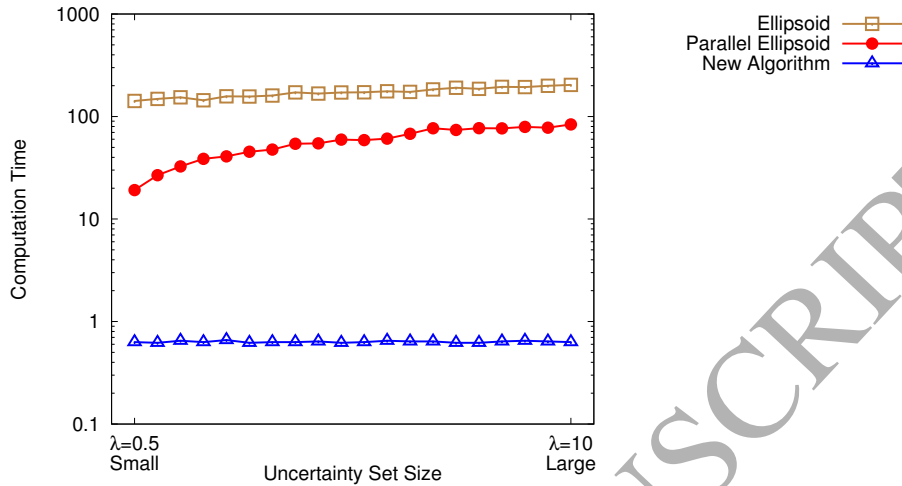 Ellipsoid
Parallel Ellipsoid
New Algorithm
1000
100
10
1
0.1
Computation Time
λ=0.5
Small
λ=10
Large
Uncertainty Set Size
USCRIPT